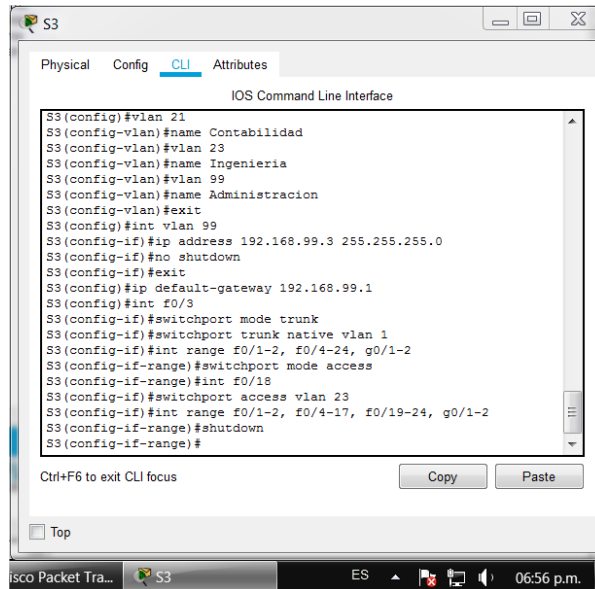 S3
Physical Config CLI Attributes
IOS Command Line Interface
S3(config)#vlan 21
S3(config-vlan)#name Contabilidad
S3(config-vlan)#vlan 23
S3(config-vlan)#name Ingenieria
S3(config-vlan)#vlan 99
S3(config-vlan)#name Administracion
S3(config-vlan)#exit
S3(config)#int vlan 99
S3(config-if)#ip address 192.168.99.3 255.255.255.0
S3(config-if)#no shutdown
S3(config-if)#exit
S3(config)#ip default-gateway 192.168.99.1
S3(config)#int f0/3
S3(config-if)#switchport mode trunk
S3(config-if)#switchport trunk native vlan 1
S3(config-if)#int range f0/1-2, f0/4-24, g0/1-2
S3(config-if-range)#switchport mode access
S3(config-if-range)#int f0/18
S3(config-if)#switchport access vlan 23
S3(config-if)#int range f0/1-2, f0/4-17, f0/19-24, g0/1-2
S3(config-if-range)#shutdown
S3(config-if-range)#
Ctrl+F6 to exit CLI focus Copy Paste
Top
isco Packet Tra... S3 ES 06:56 p.m.